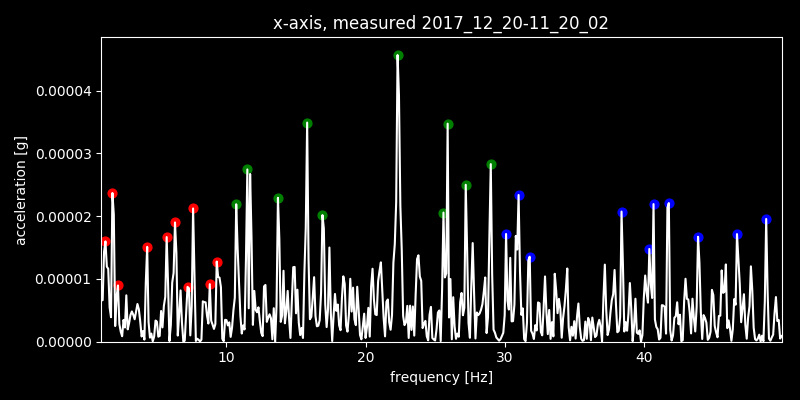 x-axis, measured 2017_12_20-11_20_02
0.00004
0.00003
0.00002
0.00001
0.00000
acceleration [g]
10 20 30 40
frequency [Hz]